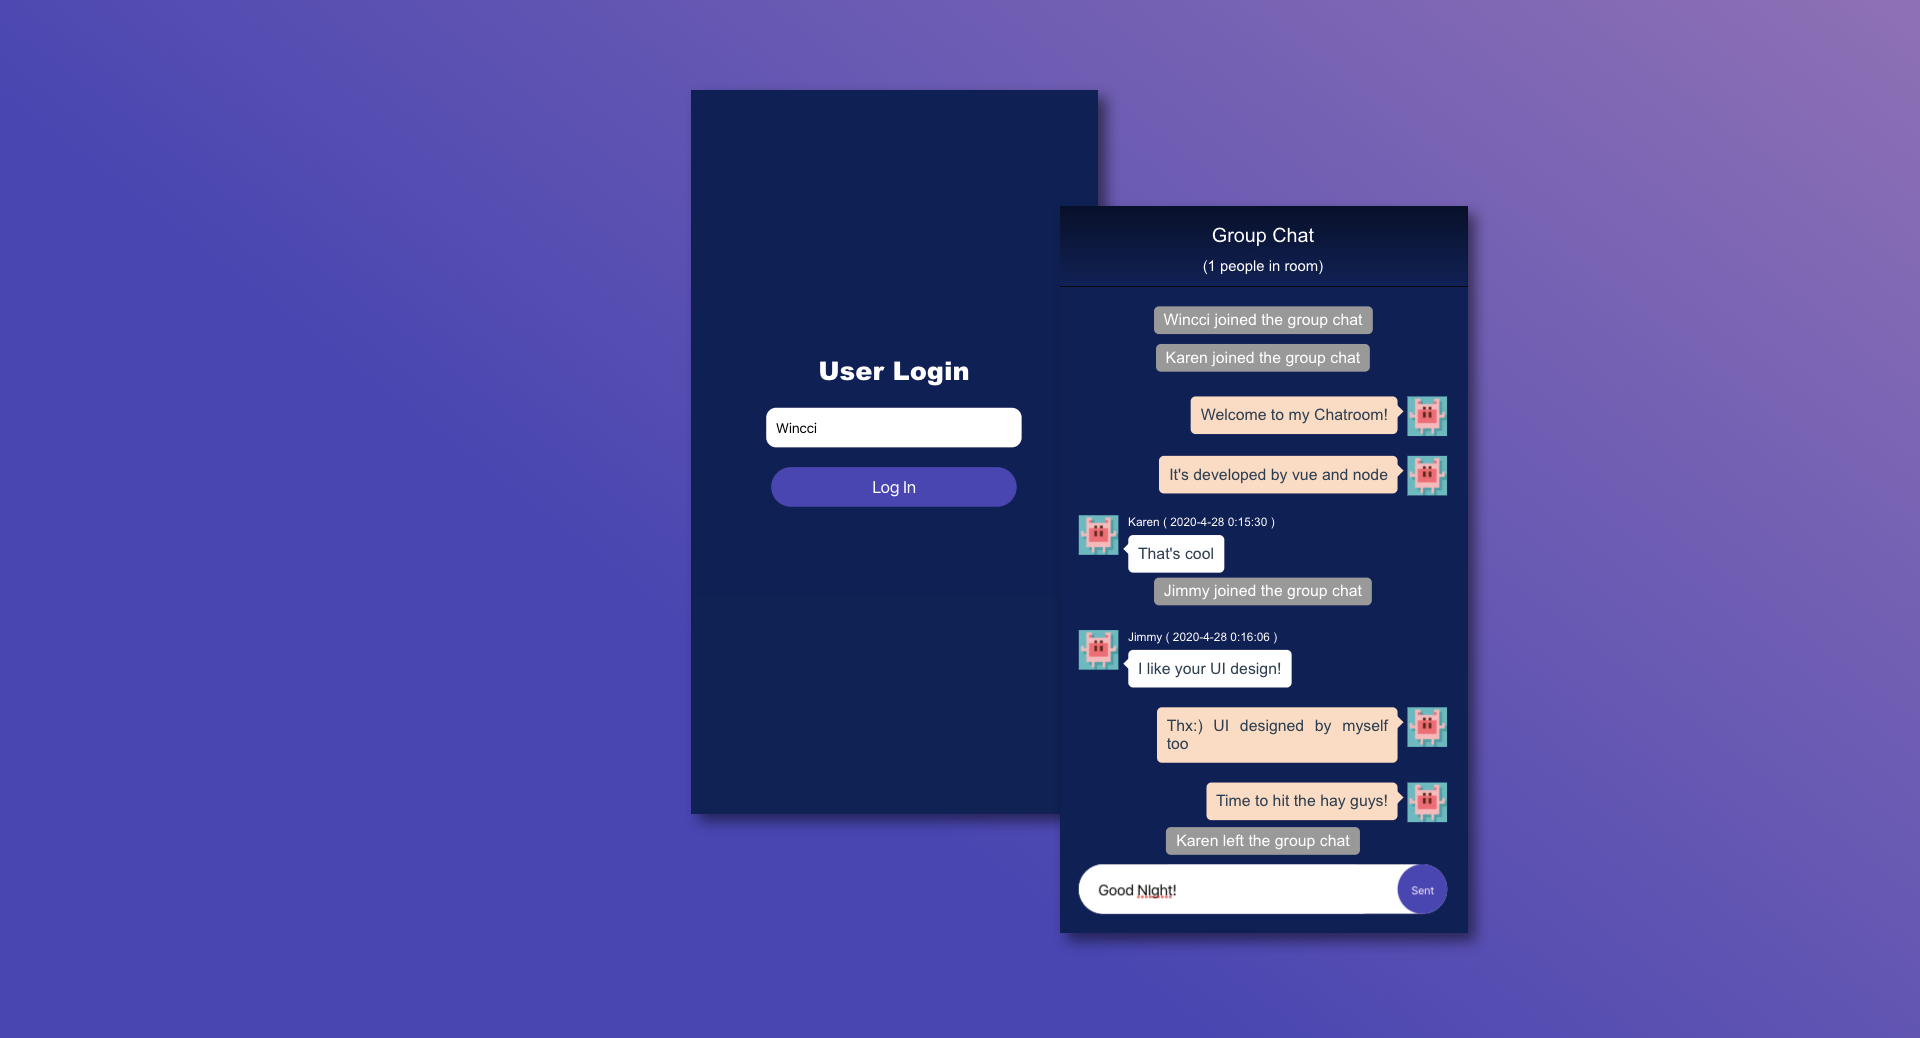 User Login
Wincci
Log In
Group Chat
(1 people in room)
Wincci joined the group chat
Karen joined the group chat
Welcome to my Chatroom!
It's developed by vue and node
Karen ( 2020-4-28 0:15:30 )
That's cool
Jimmy joined the group chat
Jimmy ( 2020-4-28 0:16:06 )
I like your UI design!
Thx:) UI designed by myself
too
Time to hit the hay guys!
Karen left the group chat
Good NIght!
Sent